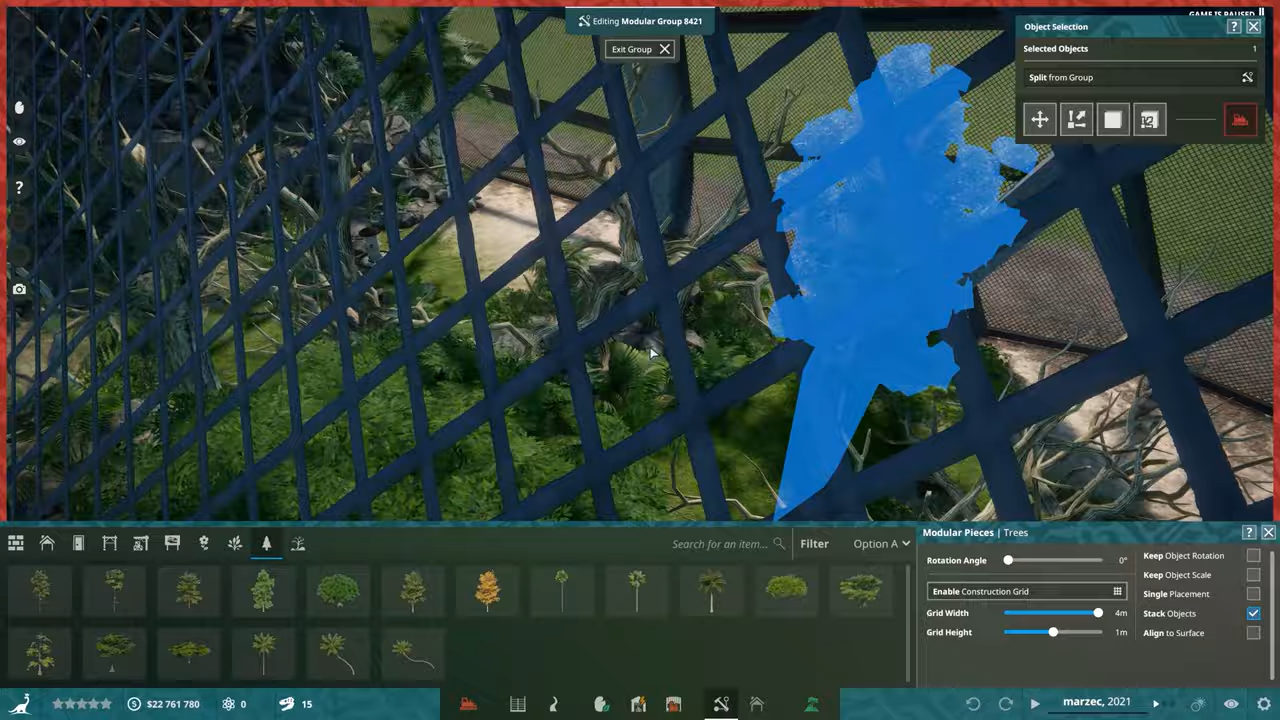 GAME IS PAUSED
Editing Modular Group 8421
Exit Group
Object Selection
?
Selected Objects 1
Split from Group
?
Search for an item...
Filter
Option A
Modular Pieces | Trees
?
Rotation Angle 0°
Enable Construction Grid
Grid Width 4m
Grid Height 1m
Keep Object Rotation
Keep Object Scale
Single Placement
Stack Objects
Align to Surface
$22 761 780
0
15
marzec, 2021